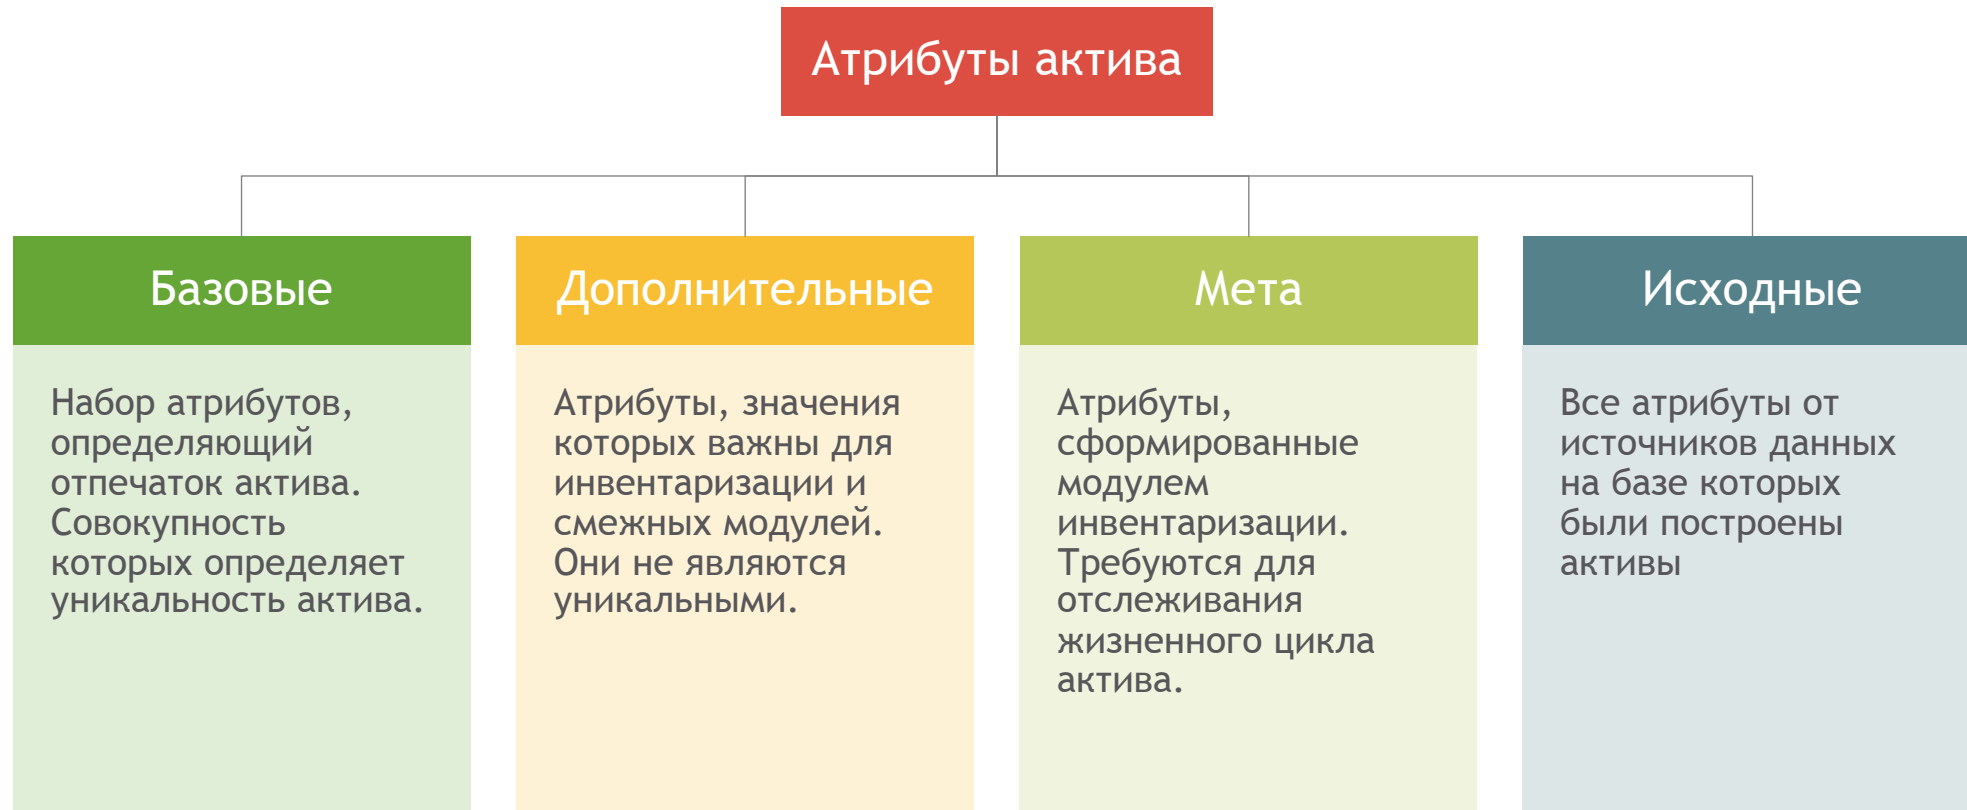 Атрибуты актива
Базовые
Набор атрибутов,
определяющий
отпечаток актива.
Совокупность
которых определяет
уникальность актива.
Дополнительные
Атрибуты, значения
которых важны для
инвентаризации и
смежных модулей.
Они не являются
уникальными.
Мета
Атрибуты,
сформированные
модулем
инвентаризации.
Требуются для
отслеживания
жизненного цикла
актива.
Исходные
Все атрибуты от
источников данных
на базе которых
были построены
активы